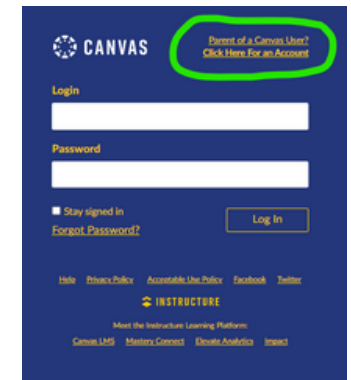 CANVAS
Parent of a Canvas User?
Click Here For an Account
Login
Password
Stay signed in
Forgot Password?
Log In
Help Privacy Policy Acceptable Use Policy Facebook Twitter
INSTRUCTURE
Meet the Instructure Learning Platform:
Canvas LMS Mastery Connect Elevate Analytics Impact